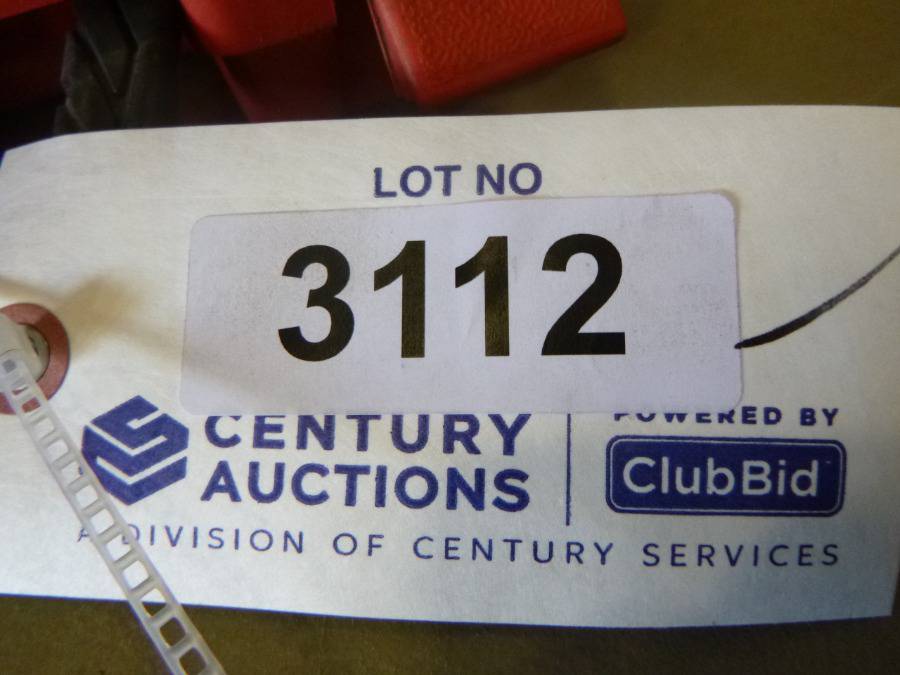 LOT NO
3112
CENTURY
AUCTIONS
POWERED BY
ClubBid
A DIVISION OF CENTURY SERVICES